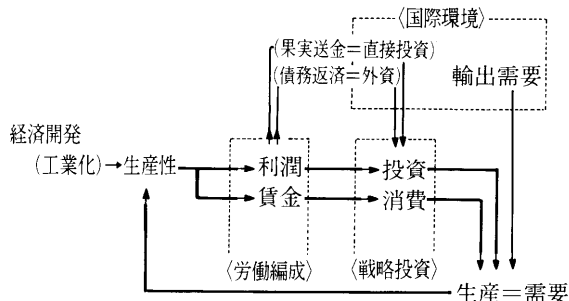 〈国際環境〉
(果実送金＝直接投資)
(債務返済＝外資)
輸出需要
経済開発
(工業化)→生産性
利潤
投資
賃金
消費
〈労働編成〉
〈戦略投資〉
生産＝需要